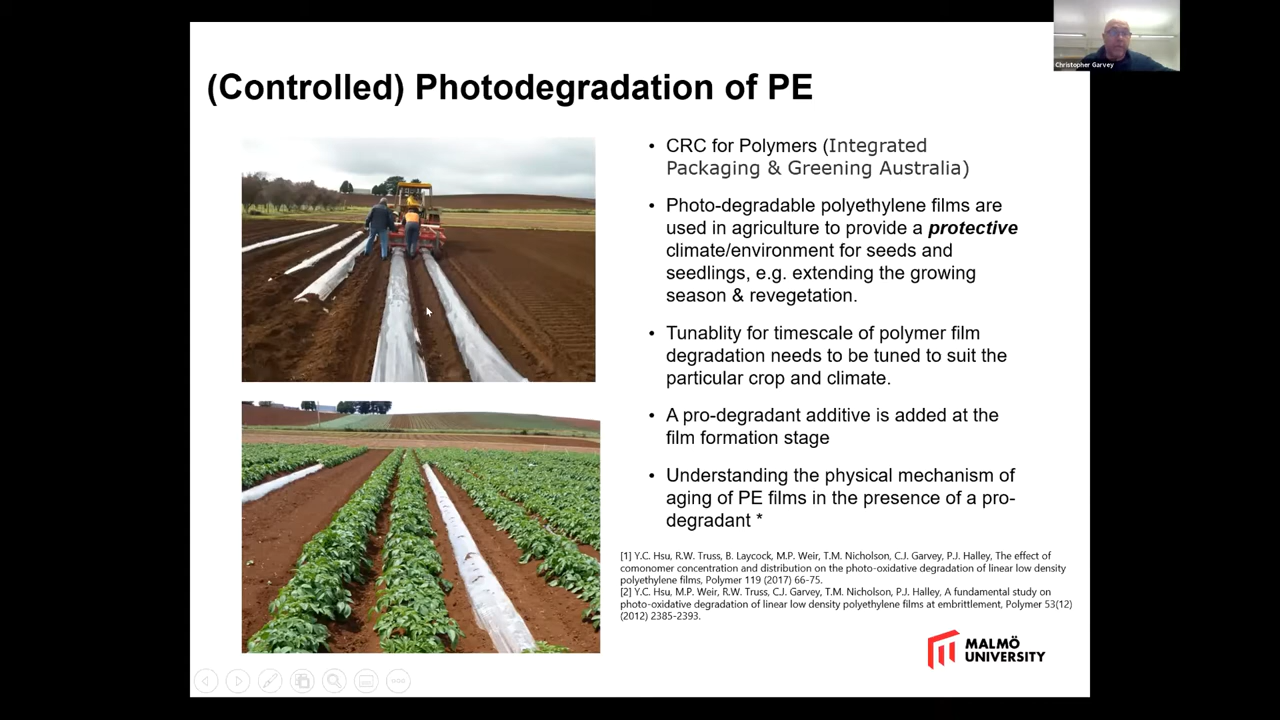 Christopher Garvey
(Controlled) Photodegradation of PE
• CRC for Polymers (Integrated
Packaging & Greening Australia)
• Photo-degradable polyethylene films are
used in agriculture to provide a protective
climate/environment for seeds and
seedlings, e.g. extending the growing
season & revegetation.
• Tunablity for timescale of polymer film
degradation needs to be tuned to suit the
particular crop and climate.
• A pro-degradant additive is added at the
film formation stage
• Understanding the physical mechanism of
aging of PE films in the presence of a pro-
degradant *
[1] Y.C. Hsu, R.W. Truss, B. Laycock, M.P. Weir, T.M. Nicholson, C.J. Garvey, P.J. Halley, The effect of
comonomer concentration and distribution on the photo-oxidative degradation of linear low density
polyethylene films, Polymer 119 (2017) 66-75.
[2] Y.C. Hsu, M.P. Weir, R.W. Truss, C.J. Garvey, T.M. Nicholson, P.J. Halley, A fundamental study on
photo-oxidative degradation of linear low density polyethylene films at embrittlement, Polymer 53(12)
(2012) 2385-2393.
MALMÖ
UNIVERSITY